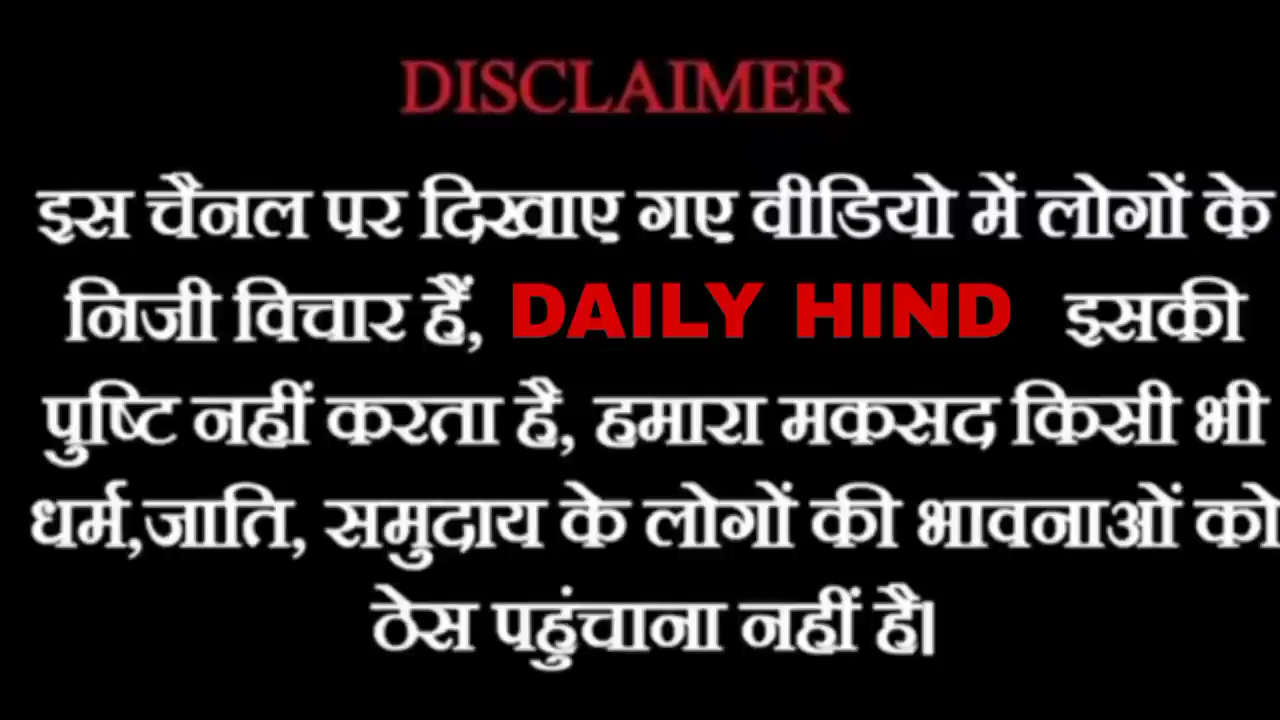 DISCLAIMER
इस चैनल पर दिखाए गए वीडियो में लोगों के
निजी विचार हैं, DAILY HIND इसकी
पुष्टि नहीं करता है, हमारा मकसद किसी भी
धर्म,जाति, समुदाय के लोगों की भावनाओं को
ठेस पहुंचाना नहीं है।